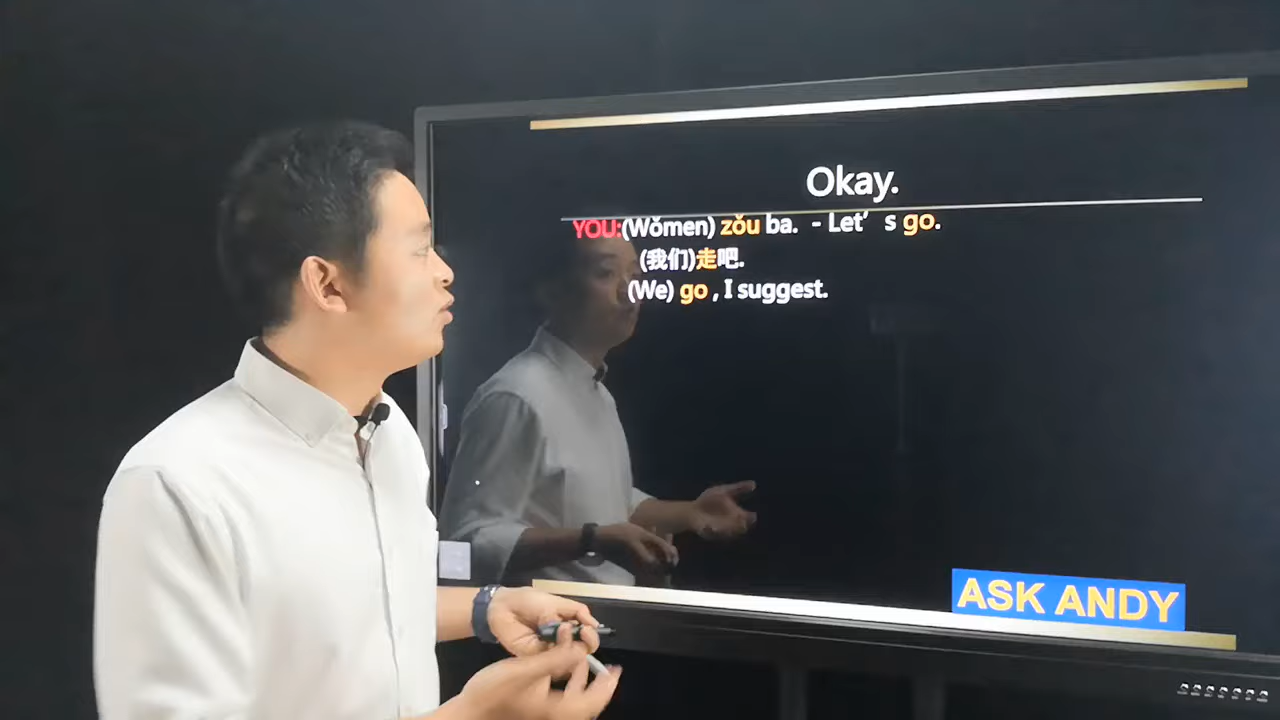 Okay.
YOU:(Wǒmen) zǒu ba. - Let’ s go.
(我们)走吧.
(We) go , I suggest.
ASK ANDY